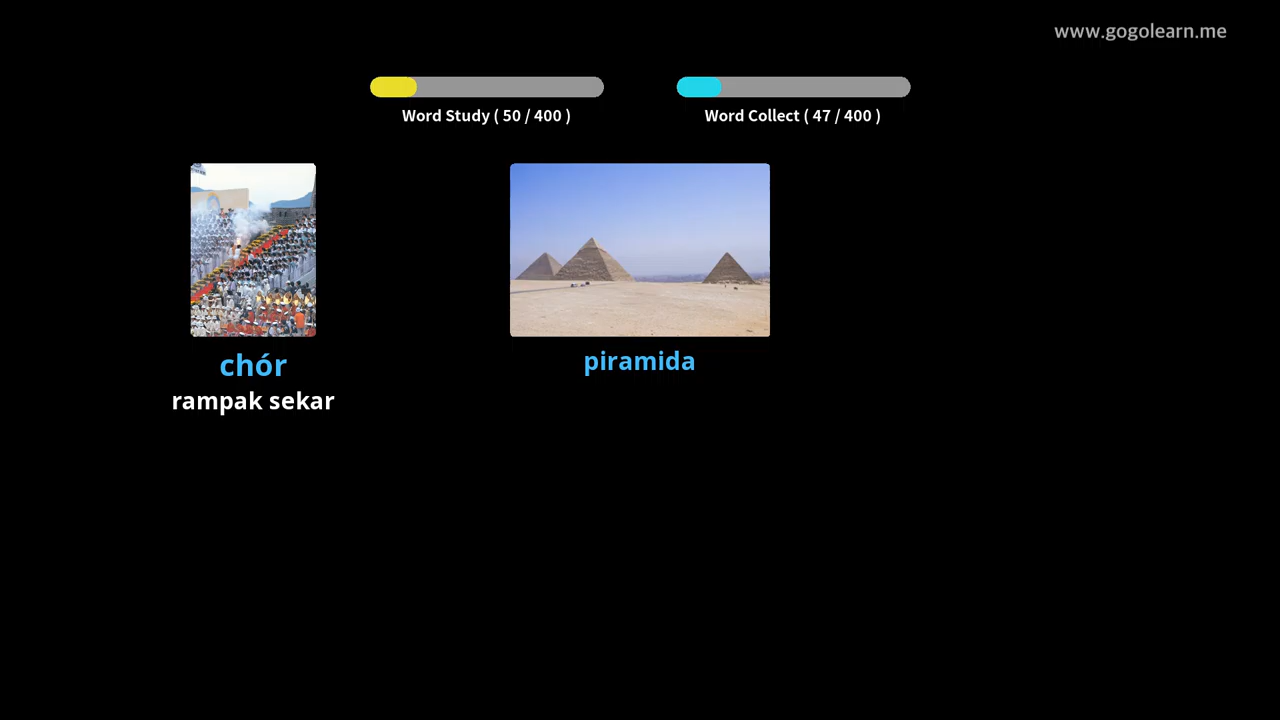 www.gogolearn.me
Word Study ( 50 / 400 )
Word Collect ( 47 / 400 )
chór
rampak sekar
piramida